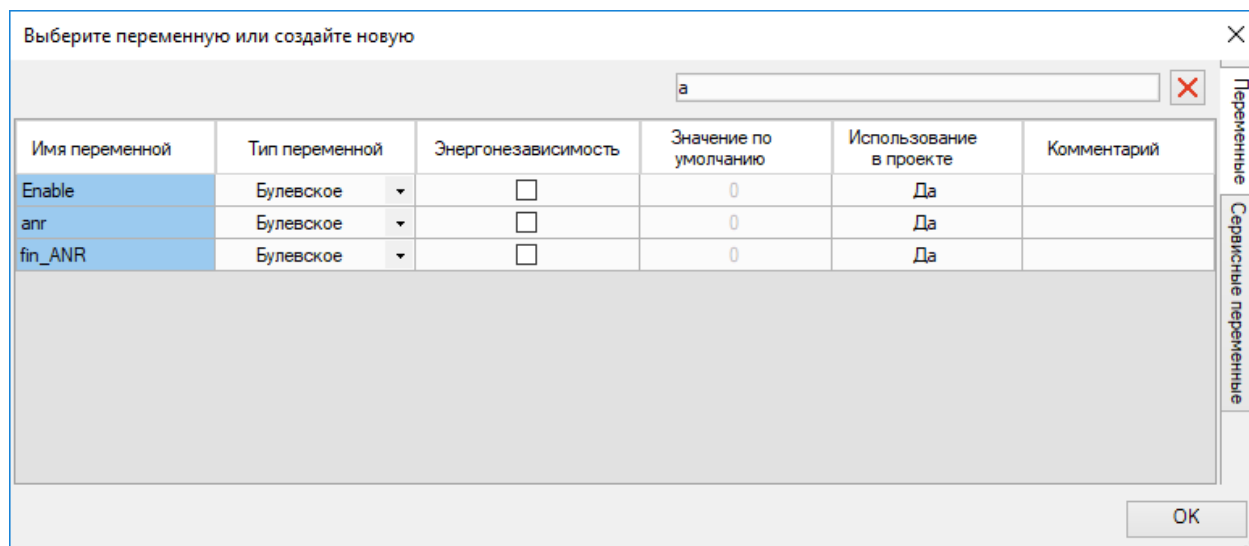 Выберите переменную или создайте новую
a
Имя переменной
Тип переменной
Энергонезависимость
Значение по
умолчанию
Использование
в проекте
Комментарий
Enable
Булевское
0
Да
anr
Булевское
0
Да
fin_ANR
Булевское
0
Да
Переменные
Сервисные переменные
OK